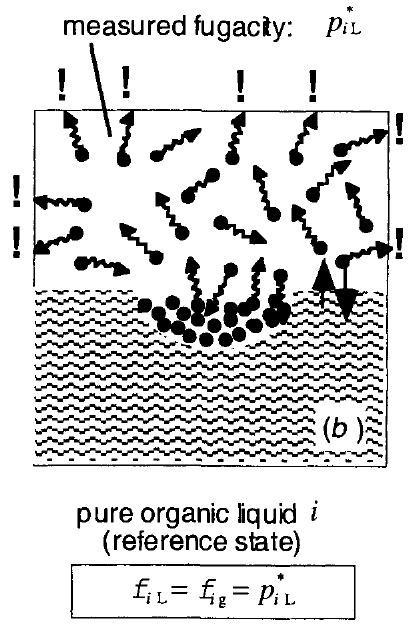 measured fugacity: p*iL
! ! ! !
!
!
! !
(b)
pure organic liquid i
(reference state)
fiL = fig = p*iL